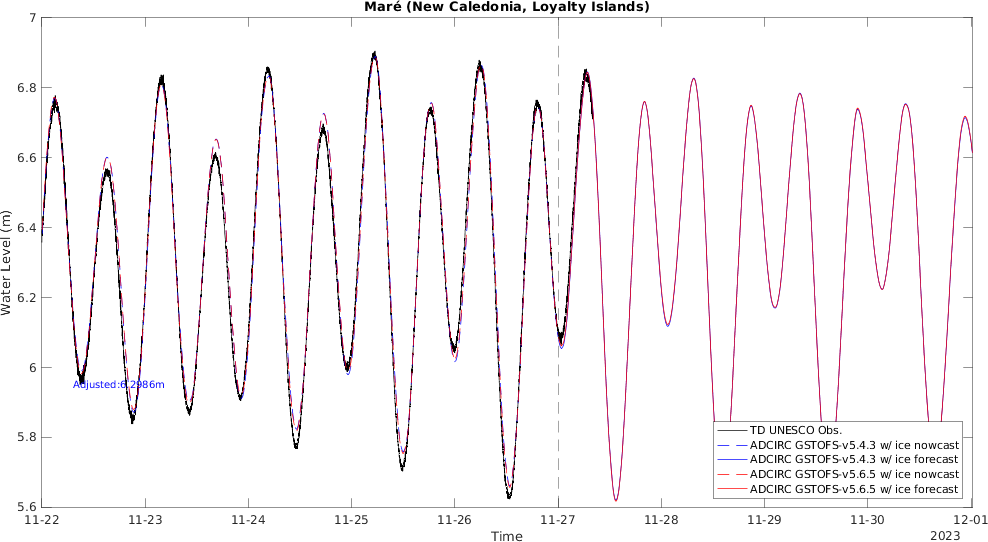 Maré (New Caledonia, Loyalty Islands)
7
6.8
6.6
6.4
6.2
6
5.8
5.6
Water Level (m)
Adjusted:6.2986m
TD UNESCO Obs.
ADCIRC GSTOFS-v5.4.3 w/ ice nowcast
ADCIRC GSTOFS-v5.4.3 w/ ice forecast
ADCIRC GSTOFS-v5.6.5 w/ ice nowcast
ADCIRC GSTOFS-v5.6.5 w/ ice forecast
11-22 11-23 11-24 11-25 11-26 11-27 11-28 11-29 11-30 12-01
Time
2023